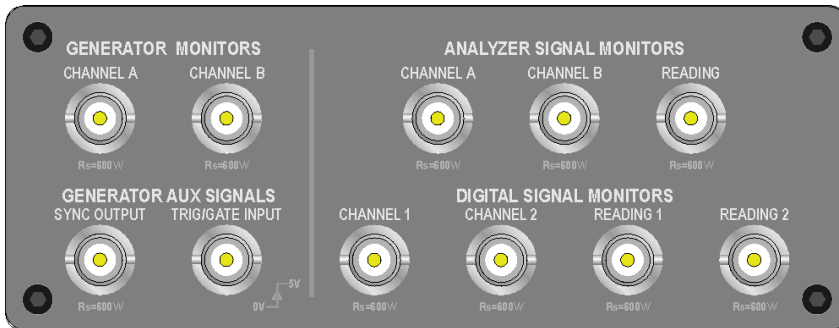 GENERATOR MONITORS
CHANNEL A CHANNEL B
Rs=600W Rs=600W
GENERATOR AUX SIGNALS
SYNC OUTPUT TRIG/GATE INPUT
Rs=600W
0V 5V
ANALYZER SIGNAL MONITORS
CHANNEL A CHANNEL B READING
Rs=600W Rs=600W Rs=600W
DIGITAL SIGNAL MONITORS
CHANNEL 1 CHANNEL 2 READING 1 READING 2
Rs=600W Rs=600W Rs=600W Rs=600W